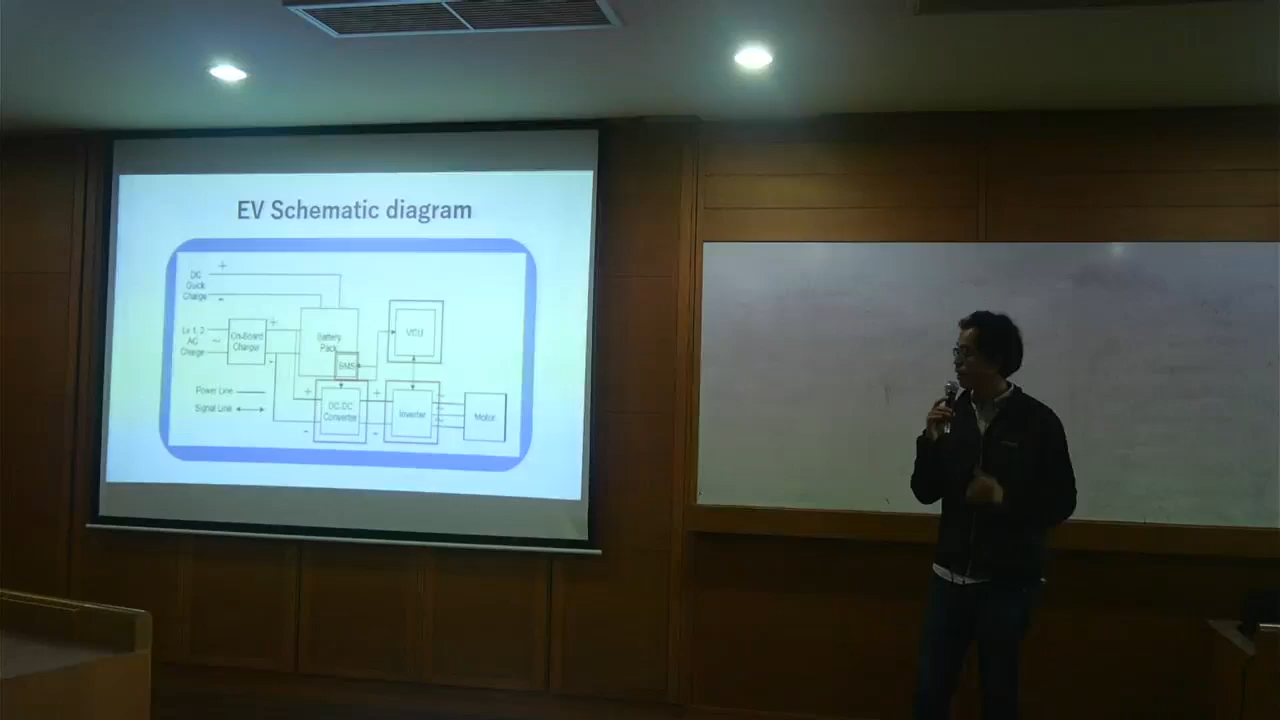 EV Schematic diagram
+
DC
Quick
Charge
-
Lv 1, 2
AC
Charge
~
On-Board
Charger
+
-
Battery
Pack
BMS
VCU
Power Line
Signal Line
+
-
DC-DC
Converter
+
-
Inverter
Motor